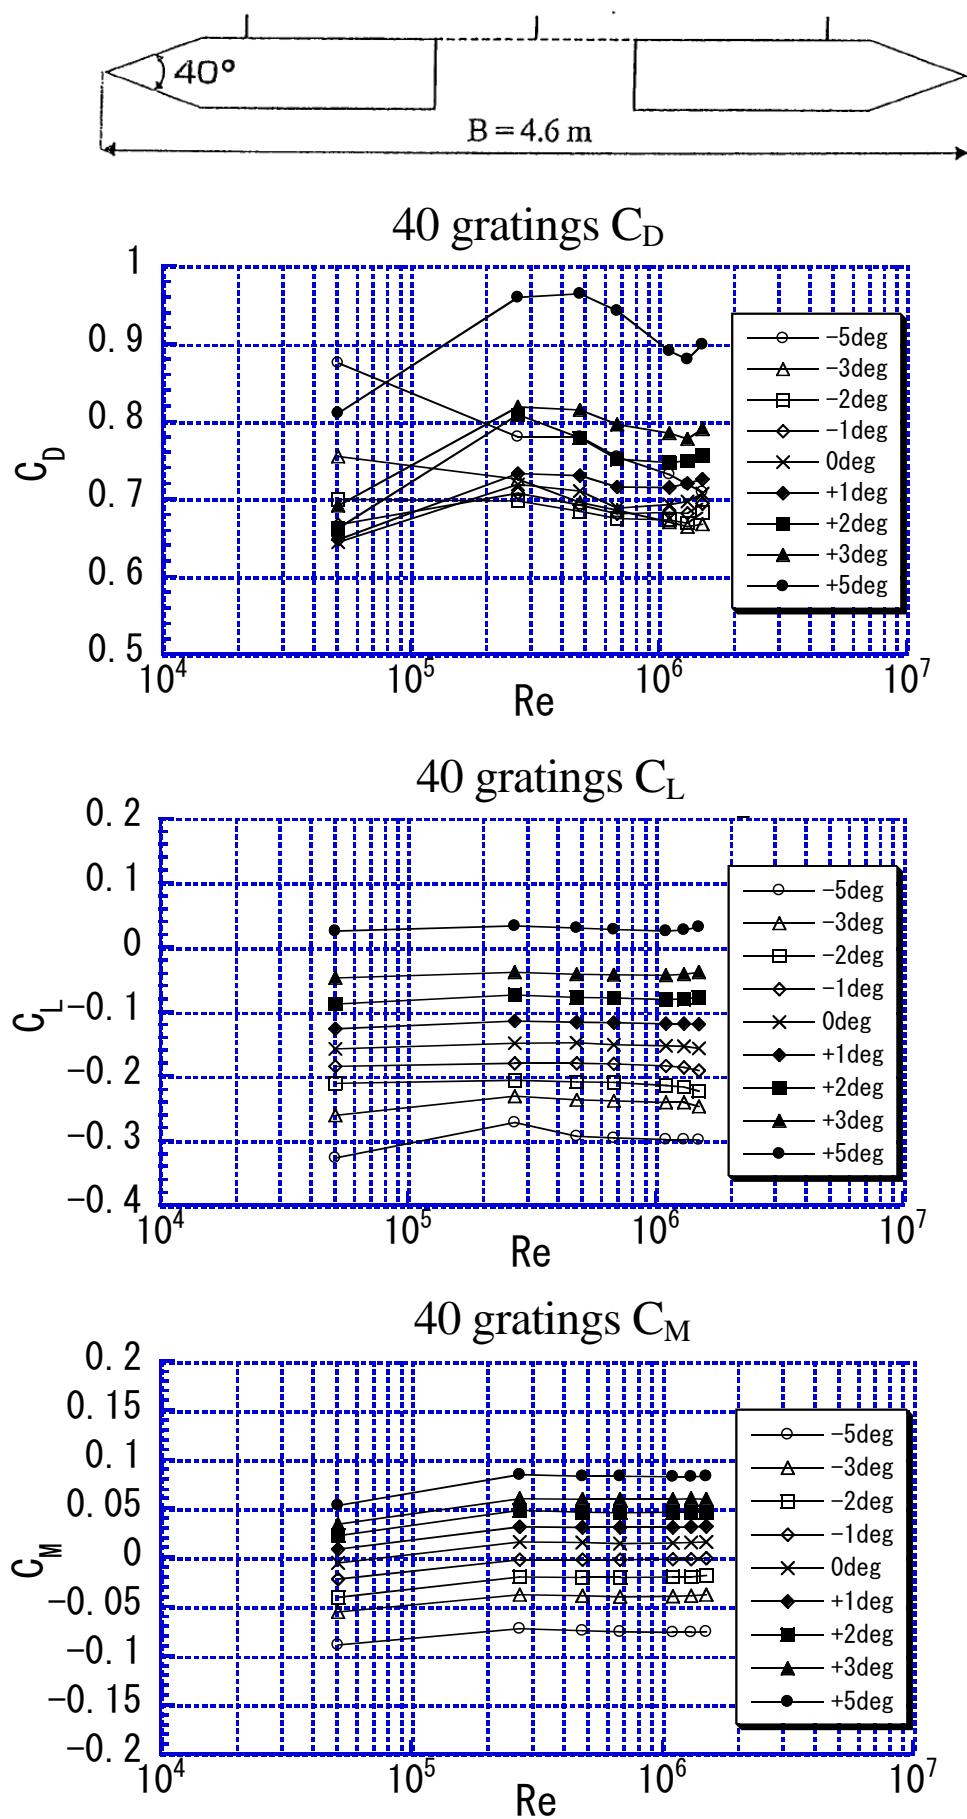 40°
B = 4.6 m
40 gratings C_D
1
0.9
0.8
0.7
0.6
0.5
C_D
10^4
10^5
10^6
10^7
Re
-5deg
-3deg
-2deg
-1deg
0deg
+1deg
+2deg
+3deg
+5deg
40 gratings C_L
0.2
0.1
0
-0.1
-0.2
-0.3
-0.4
C_L
10^4
10^5
10^6
10^7
Re
-5deg
-3deg
-2deg
-1deg
0deg
+1deg
+2deg
+3deg
+5deg
40 gratings C_M
0.2
0.15
0.1
0.05
0
-0.05
-0.1
-0.15
-0.2
C_M
10^4
10^5
10^6
10^7
Re
-5deg
-3deg
-2deg
-1deg
0deg
+1deg
+2deg
+3deg
+5deg